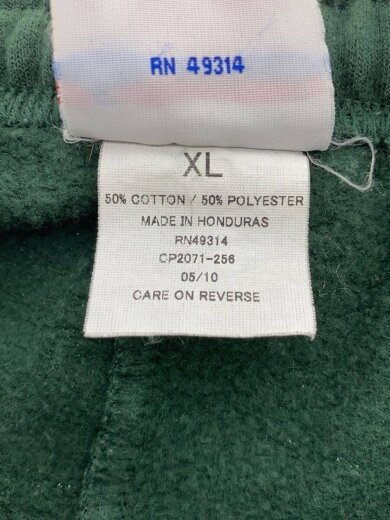 RN 49314
XL
50% COTTON / 50% POLYESTER
MADE IN HONDURAS
RN49314
CP2071-256
05/10
CARE ON REVERSE